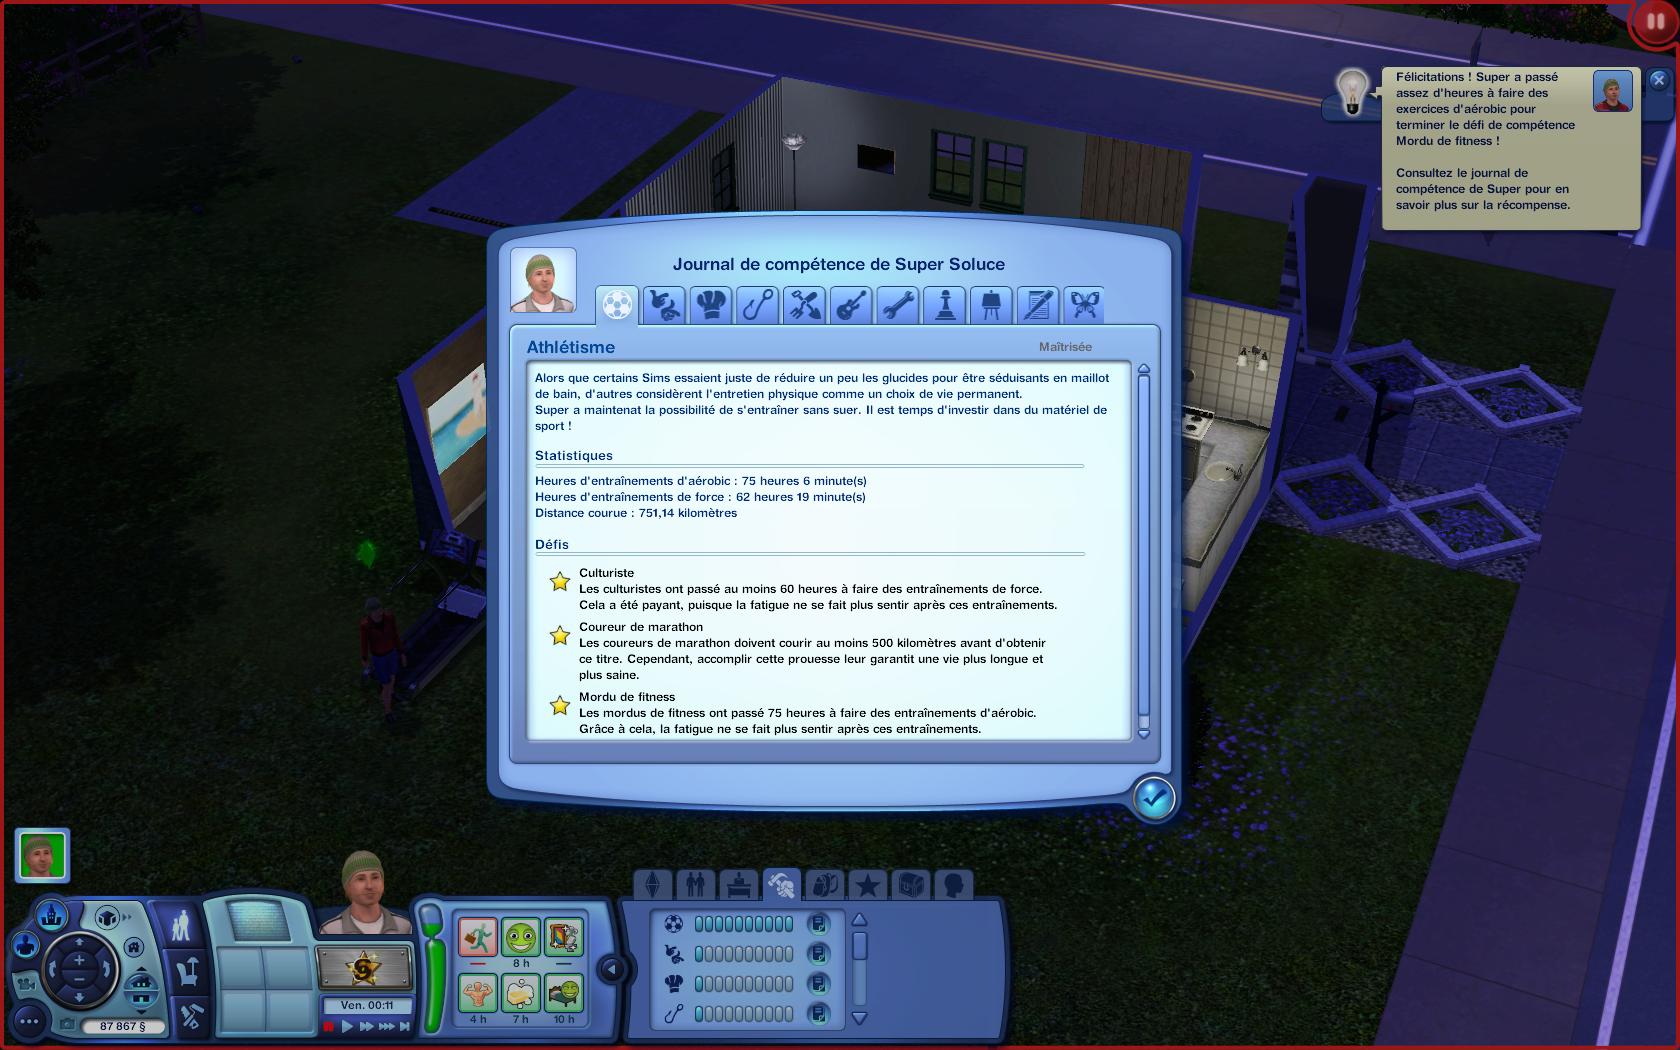 Félicitations ! Super a passé
assez d'heures à faire des
exercices d'aérobic pour
terminer le défi de compétence
Mordu de fitness !
Consultez le journal de
compétence de Super pour en
savoir plus sur la récompense.
Journal de compétence de Super Soluce
Athlétisme
Maîtrisée
Alors que certains Sims essaient juste de réduire un peu les glucides pour être séduisants en maillot
de bain, d'autres considèrent l'entretien physique comme un choix de vie permanent.
Super a maintenat la possibilité de s'entraîner sans suer. Il est temps d'investir dans du matériel de
sport !
Statistiques
Heures d'entraînements d'aérobic : 75 heures 6 minute(s)
Heures d'entraînements de force : 62 heures 19 minute(s)
Distance courue : 751,14 kilomètres
Défis
Culturiste
Les culturistes ont passé au moins 60 heures à faire des entraînements de force.
Cela a été payant, puisque la fatigue ne se fait plus sentir après ces entraînements.
Coureur de marathon
Les coureurs de marathon doivent courir au moins 500 kilomètres avant d'obtenir
ce titre. Cependant, accomplir cette prouesse leur garantit une vie plus longue et
plus saine.
Mordu de fitness
Les mordus de fitness ont passé 75 heures à faire des entraînements d'aérobic.
Grâce à cela, la fatigue ne se fait plus sentir après ces entraînements.
8 h
4 h
7 h
10 h
Ven. 00:11
87 867 §